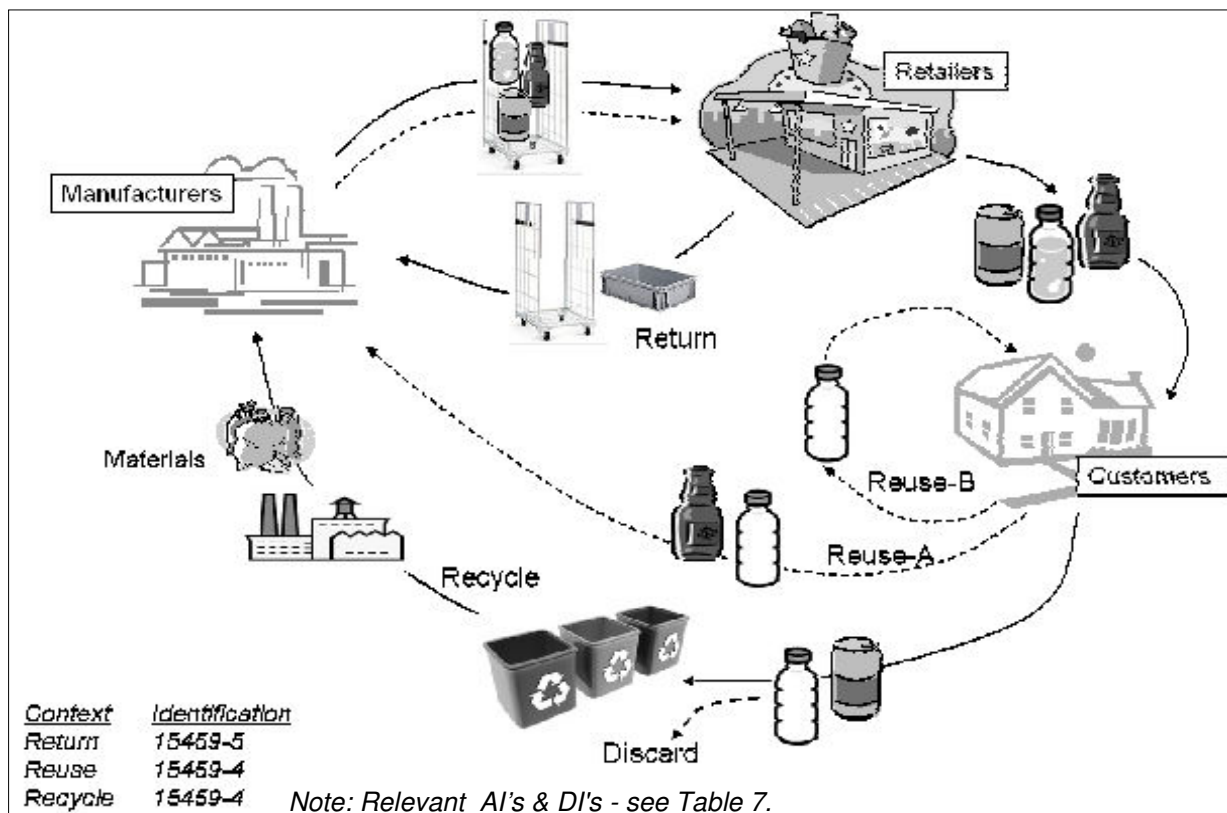 Retailers
Manufacturers
Return
Materials
Reuse-B
Customers
Reuse-A
Recycle
Discard
Context Identification
Return 15459-5
Reuse 15459-4
Recycle 15459-4
Note: Relevant AI's & DI's - see Table 7.